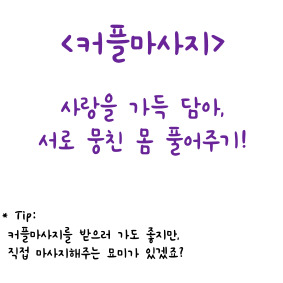 <커플마사지>
사랑을 가득 담아,
서로 뭉친 몸 풀어주기!
* Tip:
커플마사지를 받으러 가도 좋지만,
직접 마사지해주는 묘미가 있겠죠?